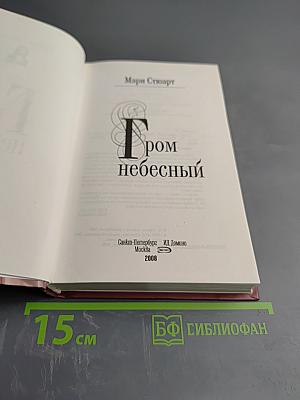 Мэри Стюарт
Гром
небесный
Санкт-Петербург ИД Домино
Москва
2008
15 см
БФ БИБЛИОФАН